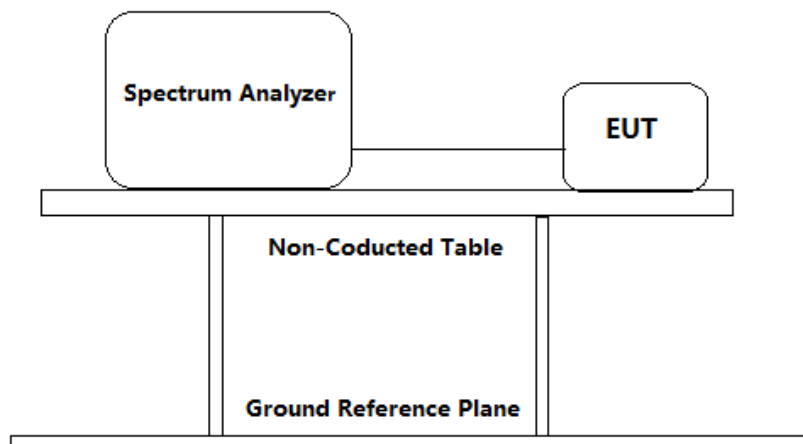 Spectrum Analyzer
EUT
Non-Coducted Table
Ground Reference Plane